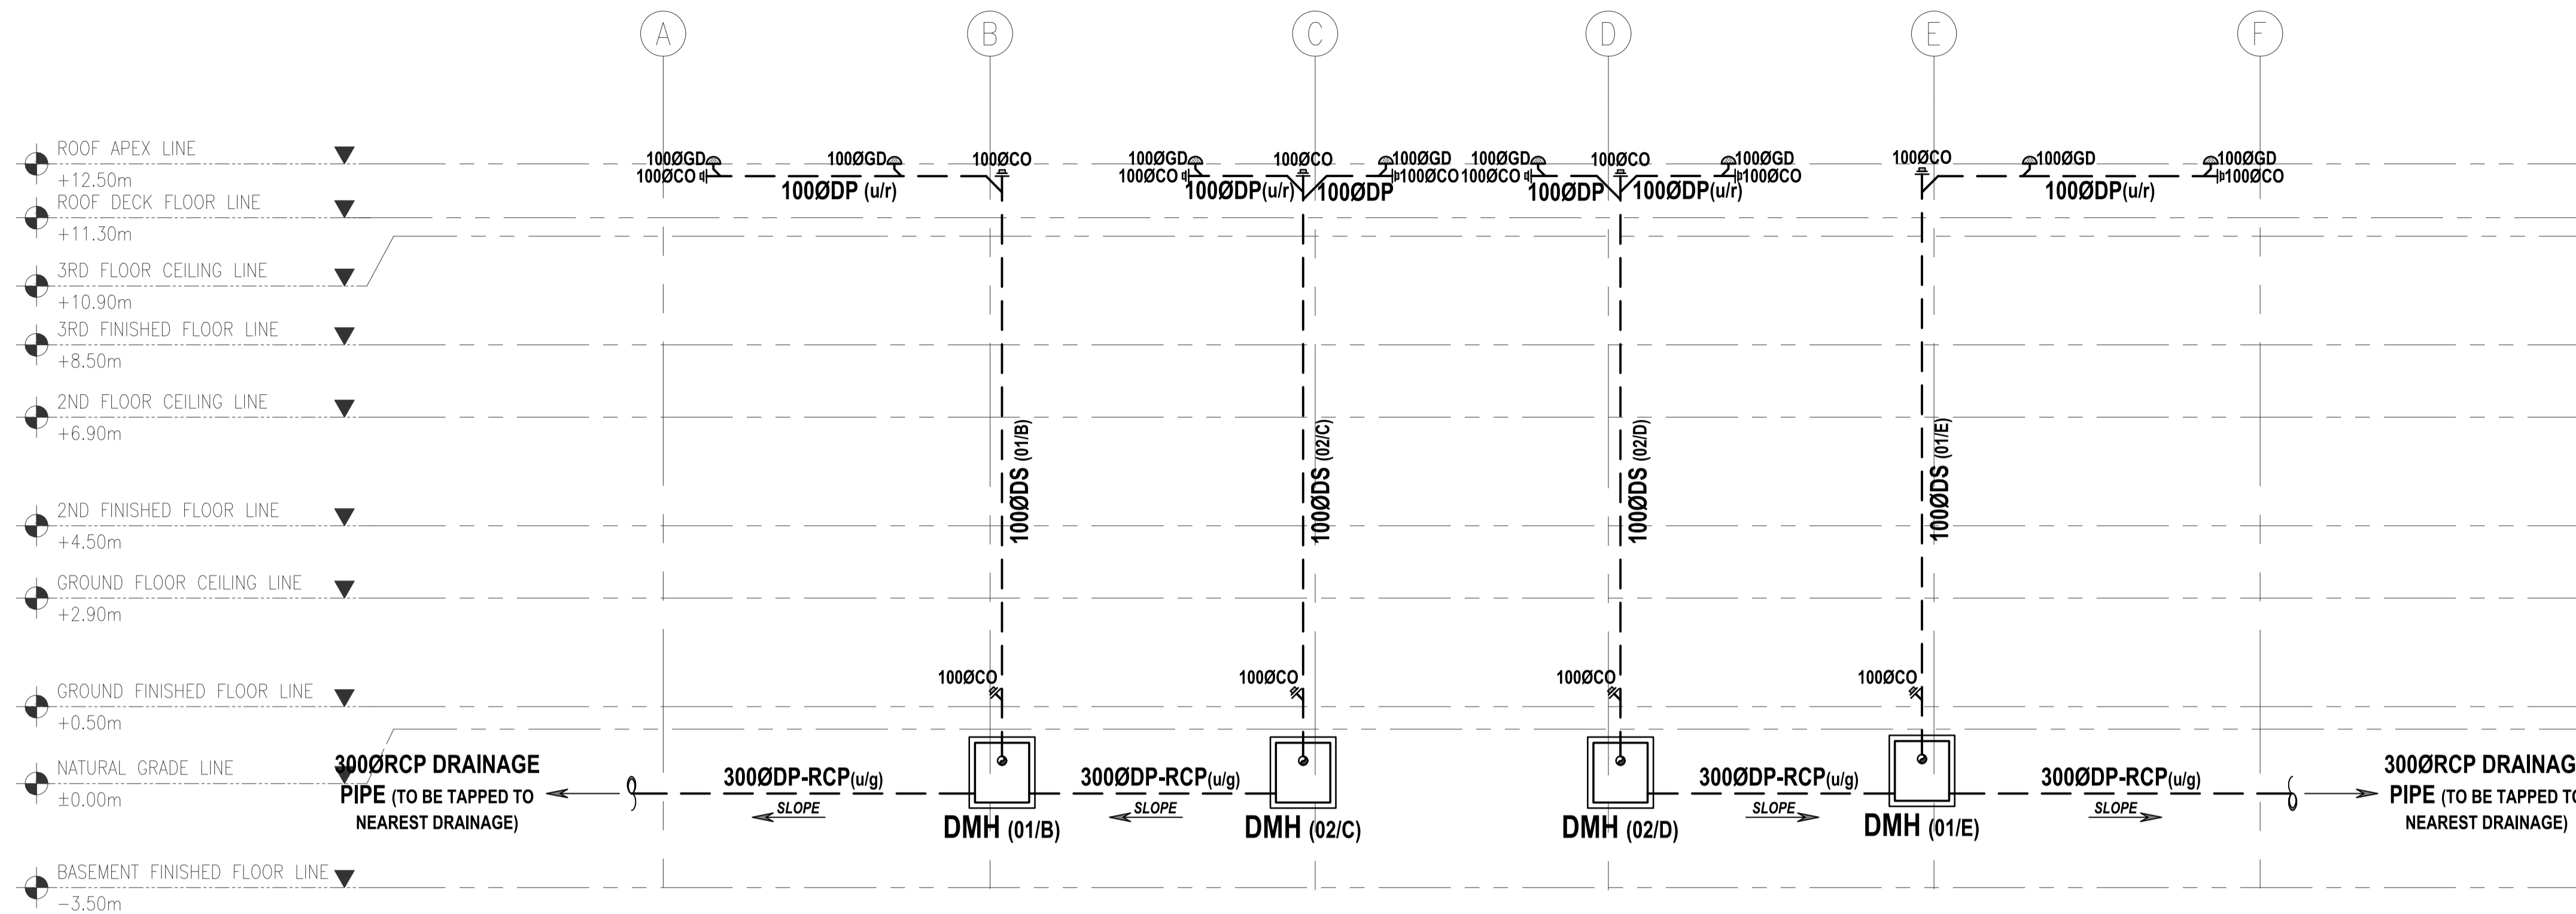 A B C D E F
ROOF APEX LINE
+12.50m
ROOF DECK FLOOR LINE
+11.30m
3RD FLOOR CEILING LINE
+10.90m
3RD FINISHED FLOOR LINE
+8.50m
2ND FLOOR CEILING LINE
+6.90m
2ND FINISHED FLOOR LINE
+4.50m
GROUND FLOOR CEILING LINE
+2.90m
GROUND FINISHED FLOOR LINE
+0.50m
NATURAL GRADE LINE
±0.00m
BASEMENT FINISHED FLOOR LINE
-3.50m
100ØGD 100ØGD 100ØCO 100ØGD 100ØCO 100ØGD 100ØGD 100ØCO 100ØGD 100ØCO 100ØGD 100ØGD
100ØCO 100ØCO 100ØCO 100ØCO 100ØCO 100ØCO
100ØDP (u/r) 100ØDP(u/r) 100ØDP 100ØDP 100ØDP(u/r) 100ØDP(u/r)
100ØDS (01/B)
100ØDS (02/C)
100ØDS (02/D)
100ØDS (01/E)
100ØCO 100ØCO 100ØCO 100ØCO
300ØRCP DRAINAGE
PIPE (TO BE TAPPED TO
NEAREST DRAINAGE)
300ØDP-RCP(u/g) 300ØDP-RCP(u/g) 300ØDP-RCP(u/g) 300ØDP-RCP(u/g)
SLOPE SLOPE SLOPE SLOPE
DMH (01/B) DMH (02/C) DMH (02/D) DMH (01/E)
300ØRCP DRAINAG
PIPE (TO BE TAPPED TO
NEAREST DRAINAGE)